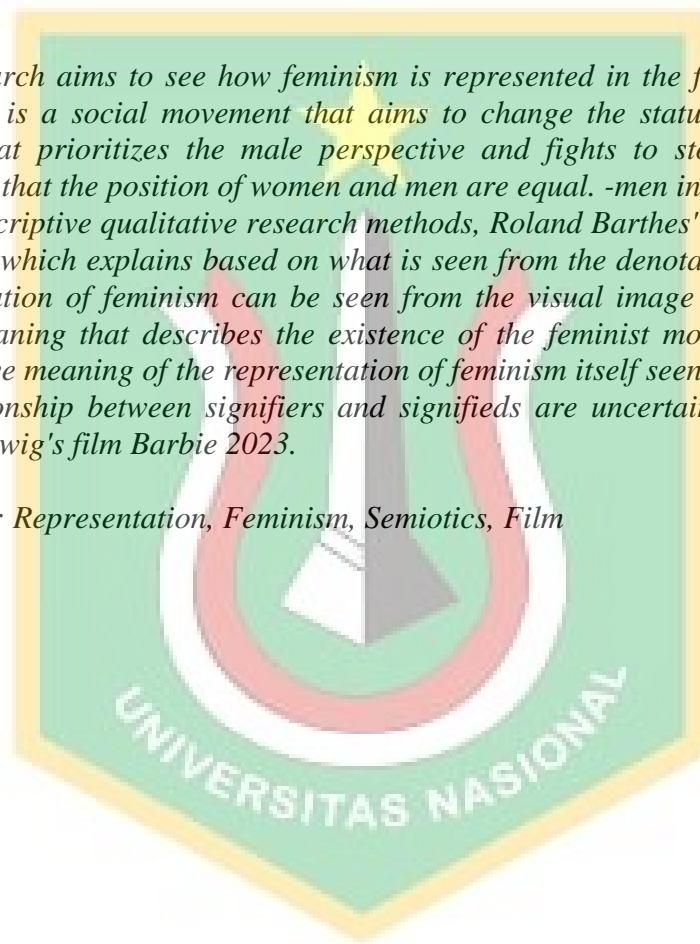 arch aims to see how feminism is represented in the f
is a social movement that aims to change the statu
at prioritizes the male perspective and fights to ste
that the position of women and men are equal. -men in
criptive qualitative research methods, Roland Barthes'
which explains based on what is seen from the denota
ation of feminism can be seen from the visual image
aning that describes the existence of the feminist mo
e meaning of the representation of feminism itself seen
onship between signifiers and signifieds are uncertain
wig's film Barbie 2023.
: Representation, Feminism, Semiotics, Film
UNIVERSITAS NASIONAL